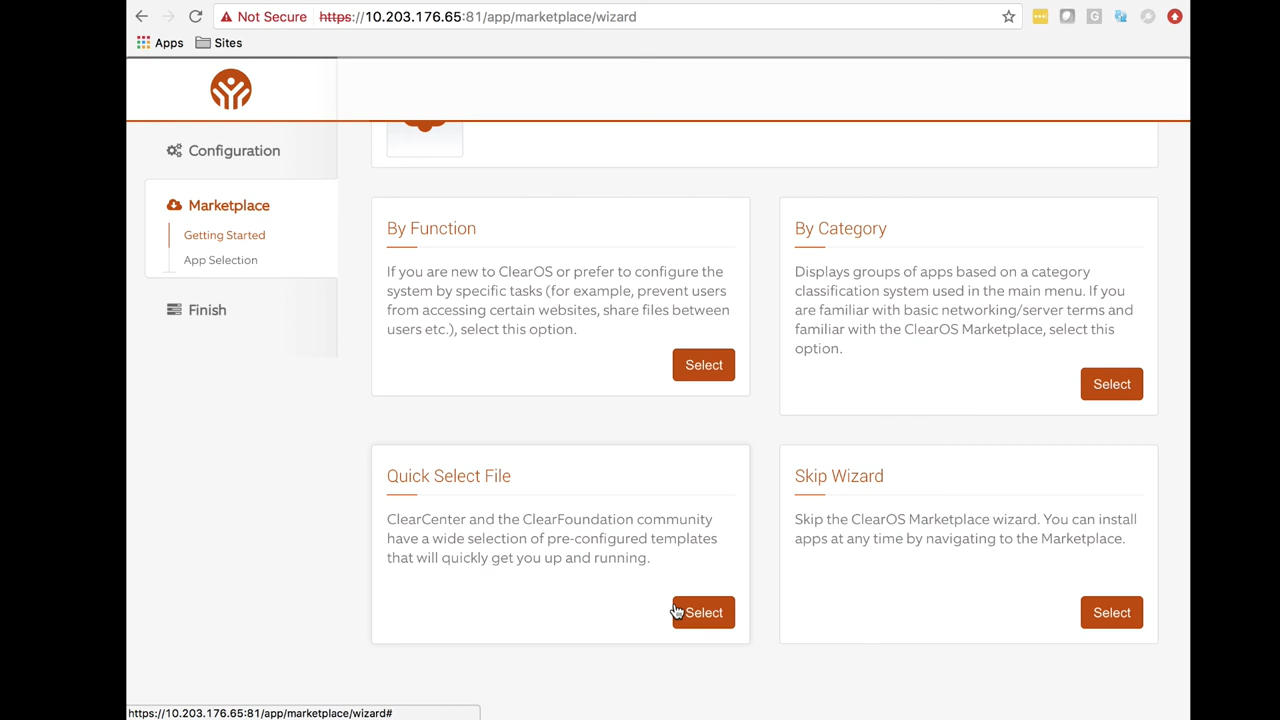 Not Secure https://10.203.176.65:81/app/marketplace/wizard
Apps Sites
Configuration
Marketplace
Getting Started
App Selection
Finish
By Function
If you are new to ClearOS or prefer to configure the
system by specific tasks (for example, prevent users
from accessing certain websites, share files between
users etc.), select this option.
Select
By Category
Displays groups of apps based on a category
classification system used in the main menu. If you
are familiar with basic networking/server terms and
familiar with the ClearOS Marketplace, select this
option.
Select
Quick Select File
ClearCenter and the ClearFoundation community
have a wide selection of pre-configured templates
that will quickly get you up and running.
Select
Skip Wizard
Skip the ClearOS Marketplace wizard. You can install
apps at any time by navigating to the Marketplace.
Select
https://10.203.176.65:81/app/marketplace/wizard#